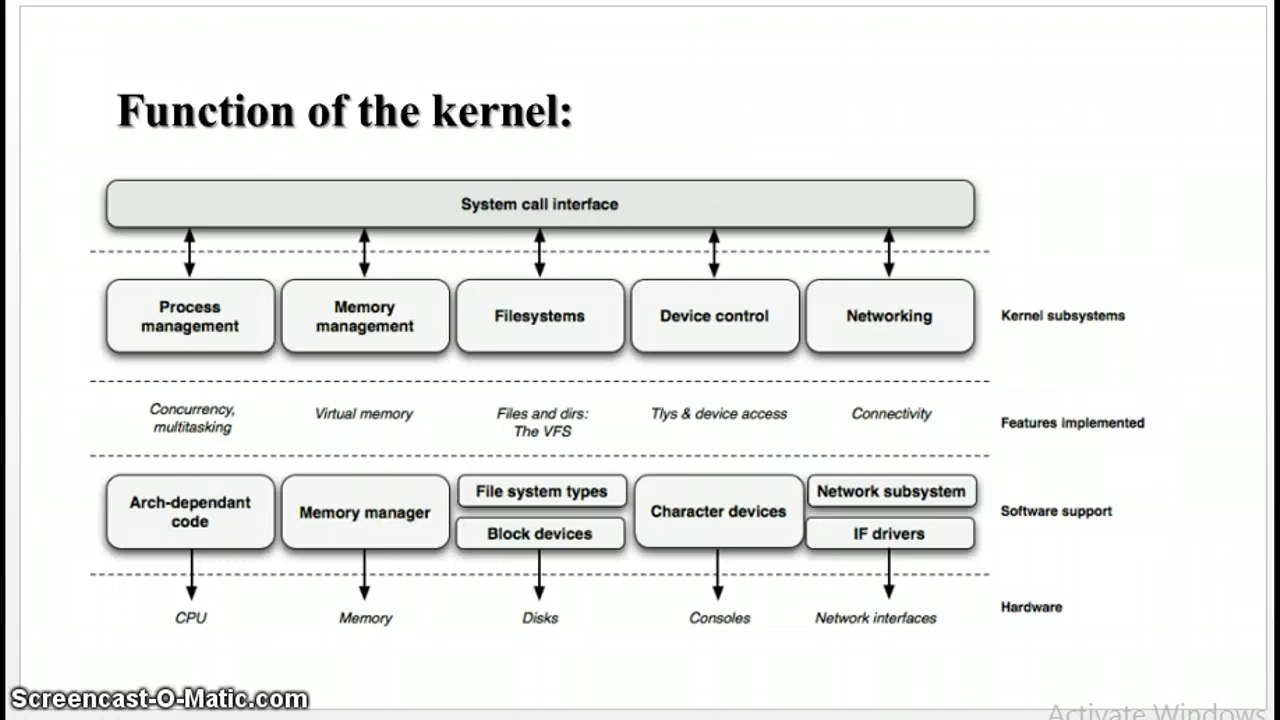 Function of the kernel:
System call interface
Process
management
Memory
management
Filesystems
Device control
Networking
Kernel subsystems
Concurrency,
multitasking
Virtual memory
Files and dirs:
The VFS
Tlys & device access
Connectivity
Features implemented
Arch-dependant
code
Memory manager
File system types
Block devices
Character devices
Network subsystem
IF drivers
Software support
CPU
Memory
Disks
Consoles
Network interfaces
Hardware
Screencast-O-Matic.com
Activate Windows